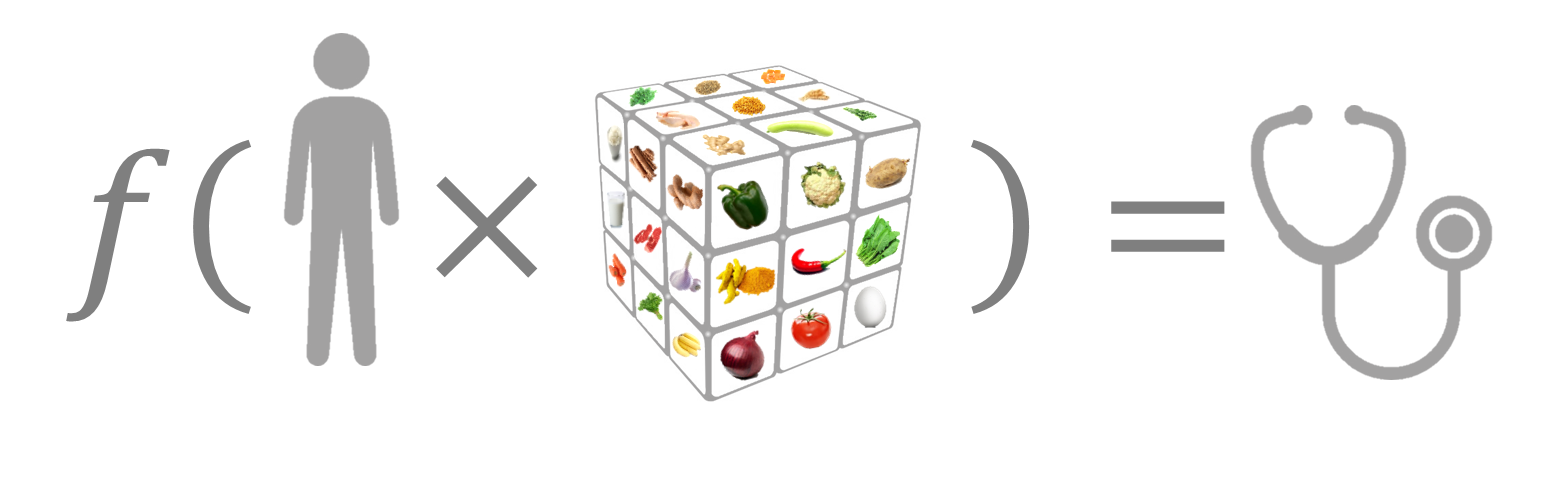 f ( × ) =